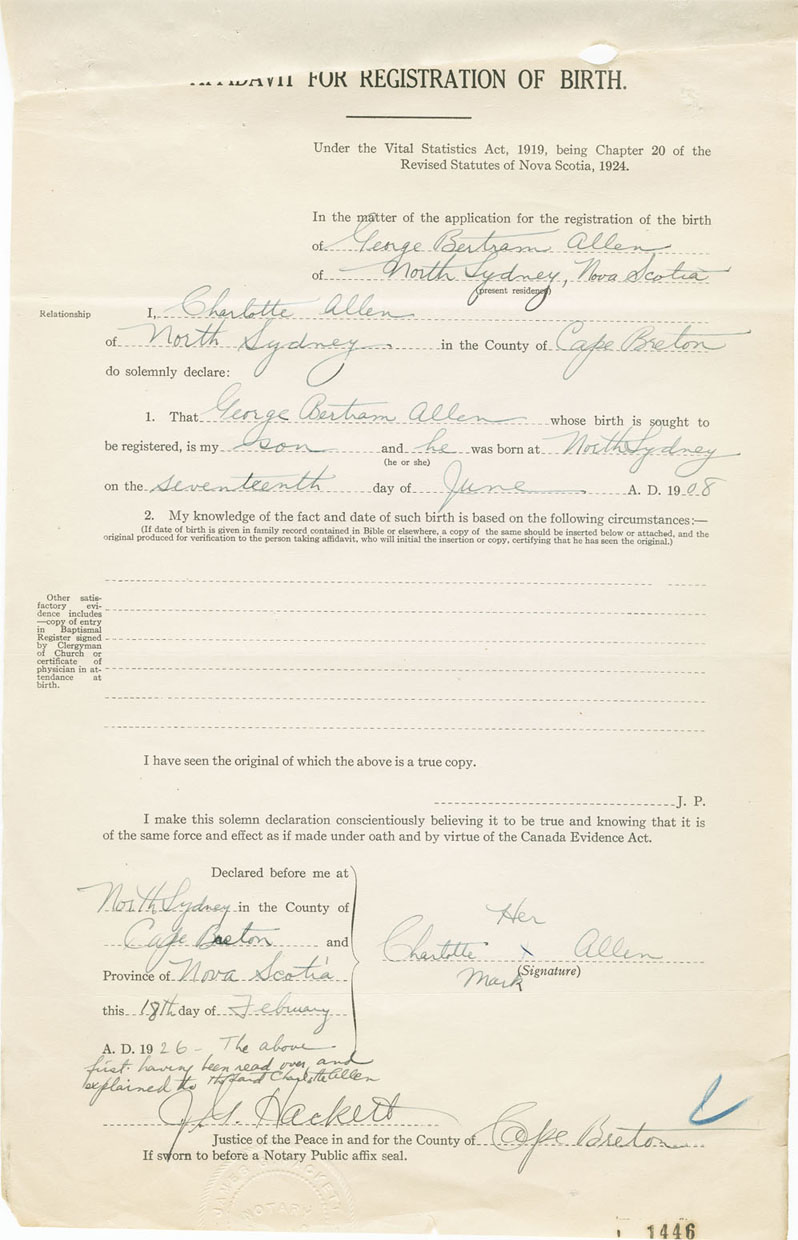 AFFIDAVIT FOR REGISTRATION OF BIRTH.
Under the Vital Statistics Act, 1919, being Chapter 20 of the
Revised Statutes of Nova Scotia, 1924.
In the matter of the application for the registration of the birth
of George Bertram Allen
of North Sydney, Nova Scotia
(present residence)
Relationship
I, Charlotte Allen
of North Sydney in the County of Cape Breton
do solemnly declare:
1. That George Bertram Allen whose birth is sought to
be registered, is my son and he was born at North Sydney
(he or she)
on the seventeenth day of June A. D. 1908
2. My knowledge of the fact and date of such birth is based on the following circumstances:—
(If date of birth is given in family record contained in Bible or elsewhere, a copy of the same should be inserted below or attached, and the
original produced for verification to the person taking affidavit, who will initial the insertion or copy, certifying that he has seen the original.)
Other satis-
factory evi-
dence includes
—copy of entry
in Baptismal
Register signed
by Clergyman
of Church or
certificate of
physician in at-
tendance at
birth.
I have seen the original of which the above is a true copy.
J. P.
I make this solemn declaration conscientiously believing it to be true and knowing that it is
of the same force and effect as if made under oath and by virtue of the Canada Evidence Act.
Declared before me at
North Sydney in the County of
Cape Breton and
Province of Nova Scotia
this 18th day of February
A. D. 1926 - The above
first having been read over and
explained to the said Charlotte Allen
Her
Charlotte x Allen
Mark
(Signature)
Hackett
Justice of the Peace in and for the County of Cape Breton
If sworn to before a Notary Public affix seal.
NOTARY
1446